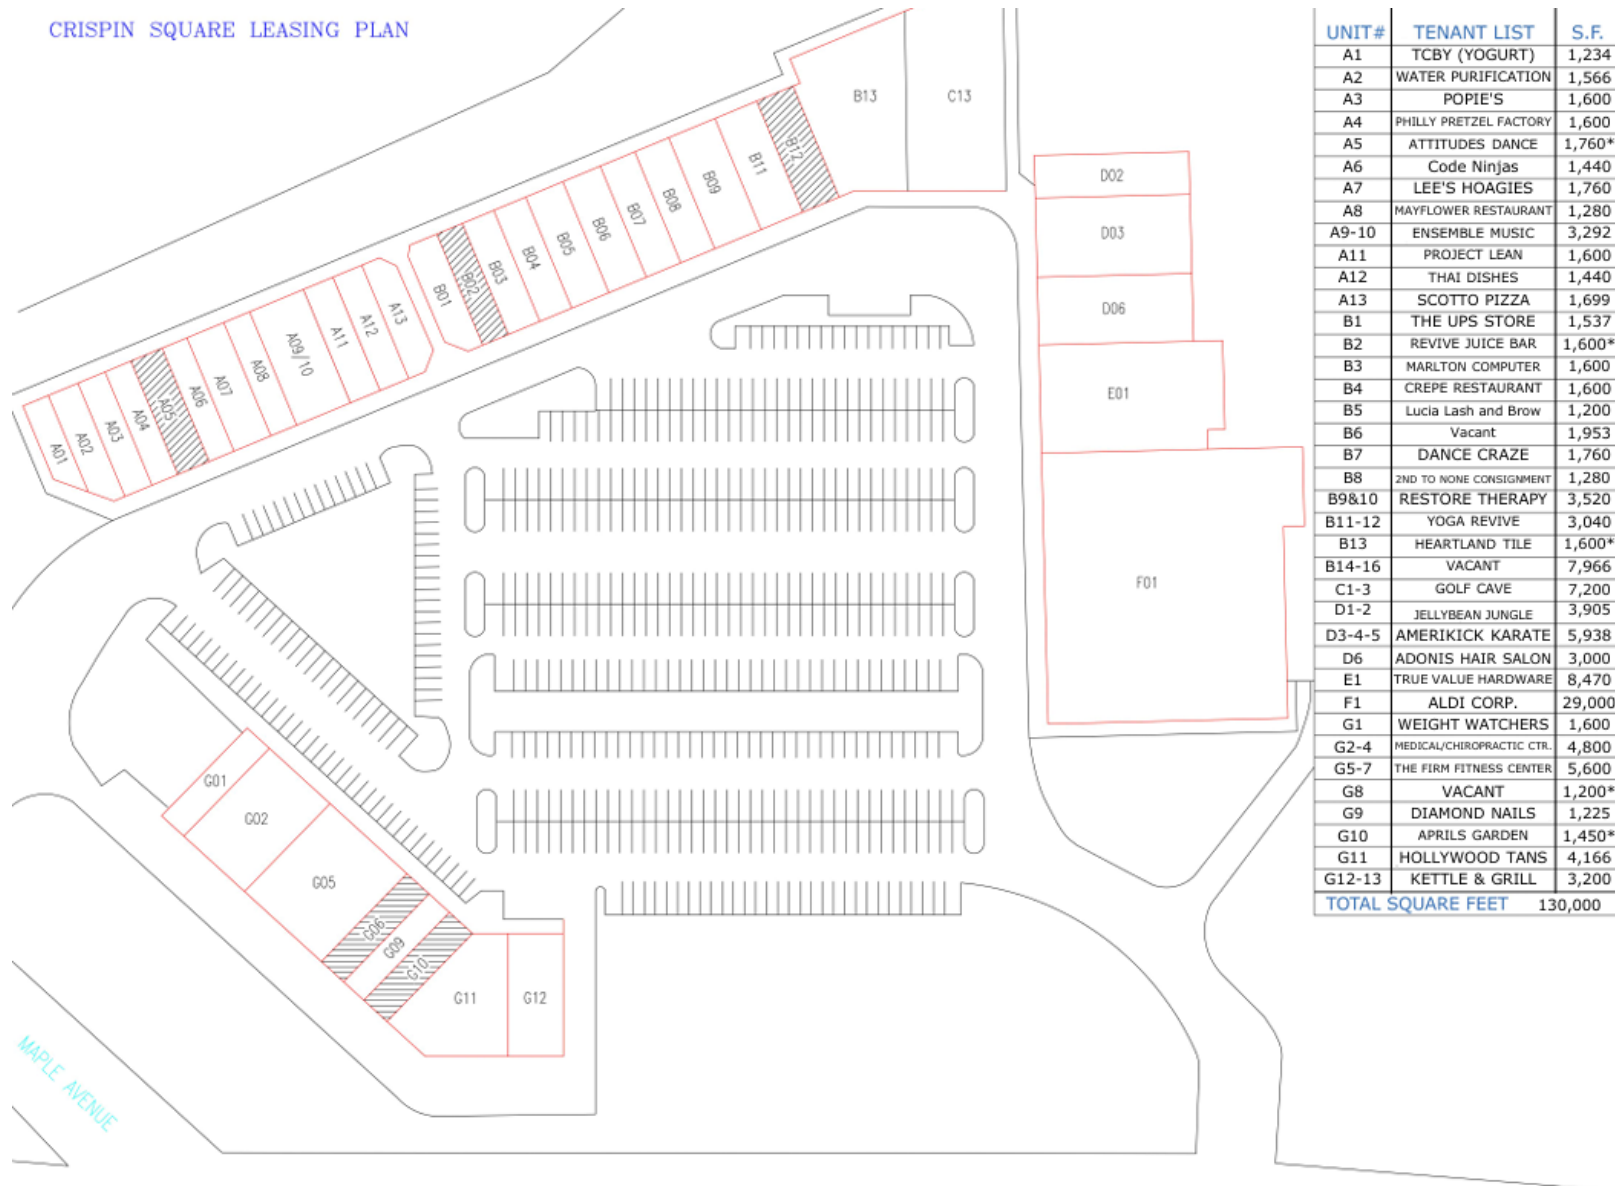 CRISPIN SQUARE LEASING PLAN
UNIT# TENANT LIST S.F.
A1 TCBY (YOGURT) 1,234
A2 WATER PURIFICATION 1,566
A3 POPIE'S 1,600
A4 PHILLY PRETZEL FACTORY 1,600
A5 ATTITUDES DANCE 1,760*
A6 Code Ninjas 1,440
A7 LEE'S HOAGIES 1,760
A8 MAYFLOWER RESTAURANT 1,280
A9-10 ENSEMBLE MUSIC 3,292
A11 PROJECT LEAN 1,600
A12 THAI DISHES 1,440
A13 SCOTTO PIZZA 1,699
B1 THE UPS STORE 1,537
B2 REVIVE JUICE BAR 1,600*
B3 MARLTON COMPUTER 1,600
B4 CREPE RESTAURANT 1,600
B5 Lucia Lash and Brow 1,200
B6 Vacant 1,953
B7 DANCE CRAZE 1,760
B8 2ND TO NONE CONSIGNMENT 1,280
B9&10 RESTORE THERAPY 3,520
B11-12 YOGA REVIVE 3,040
B13 HEARTLAND TILE 1,600*
B14-16 VACANT 7,966
C1-3 GOLF CAVE 7,200
D1-2 JELLYBEAN JUNGLE 3,905
D3-4-5 AMERIKICK KARATE 5,938
D6 ADONIS HAIR SALON 3,000
E1 TRUE VALUE HARDWARE 8,470
F1 ALDI CORP. 29,000
G1 WEIGHT WATCHERS 1,600
G2-4 MEDICAL/CHIROPRACTIC CTR. 4,800
G5-7 THE FIRM FITNESS CENTER 5,600
G8 VACANT 1,200*
G9 DIAMOND NAILS 1,225
G10 APRILS GARDEN 1,450*
G11 HOLLYWOOD TANS 4,166
G12-13 KETTLE & GRILL 3,200
TOTAL SQUARE FEET 130,000
A01
A02
A03
A04
A05
A06
A07
A08
A09/10
A11
A12
A13
B01
B02
B03
B04
B05
B06
B07
B08
B09
B11
B12
B13
C13
D02
D03
D06
E01
F01
G01
G02
G05
G06
G09
G10
G11
G12
MAPLE AVENUE